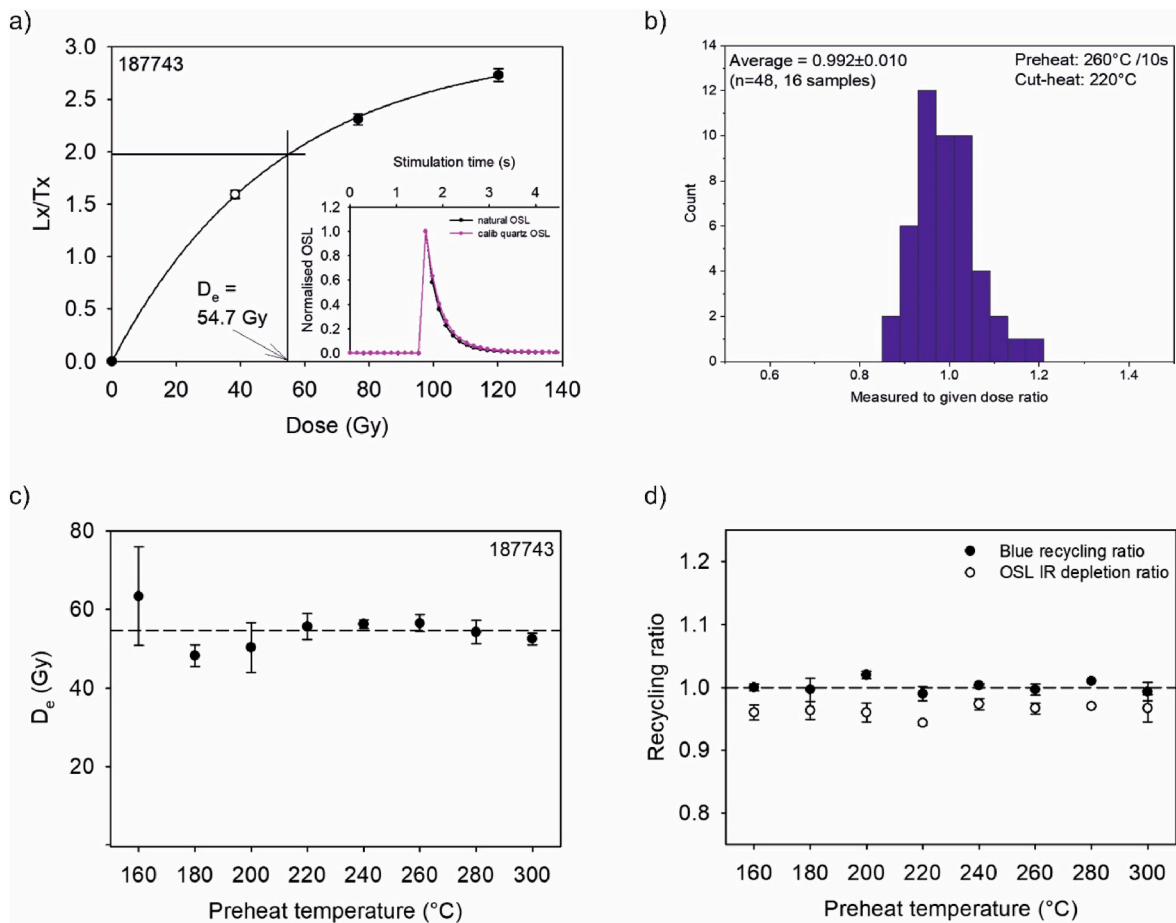 a)
187743
3.0
2.5
2.0
1.5
1.0
0.5
0.0
Lx/Tx
0 20 40 60 80 100 120 140
Dose (Gy)
De =
54.7 Gy
Stimulation time (s)
0 1 2 3 4
1.2
1.0
0.8
0.6
0.4
0.2
0.0
Normalised OSL
natural OSL
calib quartz OSL
b)
Average = 0.992±0.010
(n=48, 16 samples)
Preheat: 260°C /10s
Cut-heat: 220°C
14
12
10
8
6
4
2
0
Count
0.6 0.8 1.0 1.2 1.4
Measured to given dose ratio
c)
187743
80
60
40
20
De (Gy)
160 180 200 220 240 260 280 300
Preheat temperature (°C)
d)
Blue recycling ratio
OSL IR depletion ratio
1.2
1.1
1.0
0.9
0.8
Recycling ratio
160 180 200 220 240 260 280 300
Preheat temperature (°C)